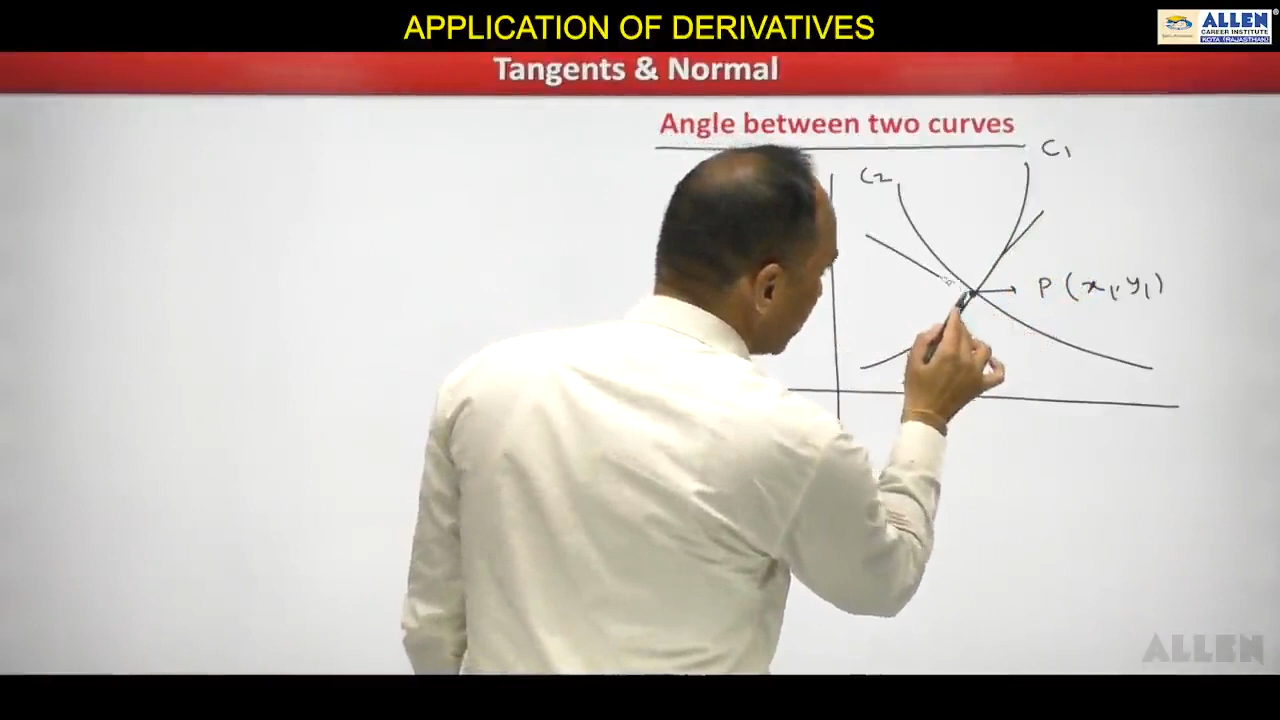 APPLICATION OF DERIVATIVES
ALLEN
CAREER INSTITUTE
KOTA (RAJASTHAN)
Tangents & Normal
Angle between two curves
C1
C2
P (x1, y1)
ALLEN